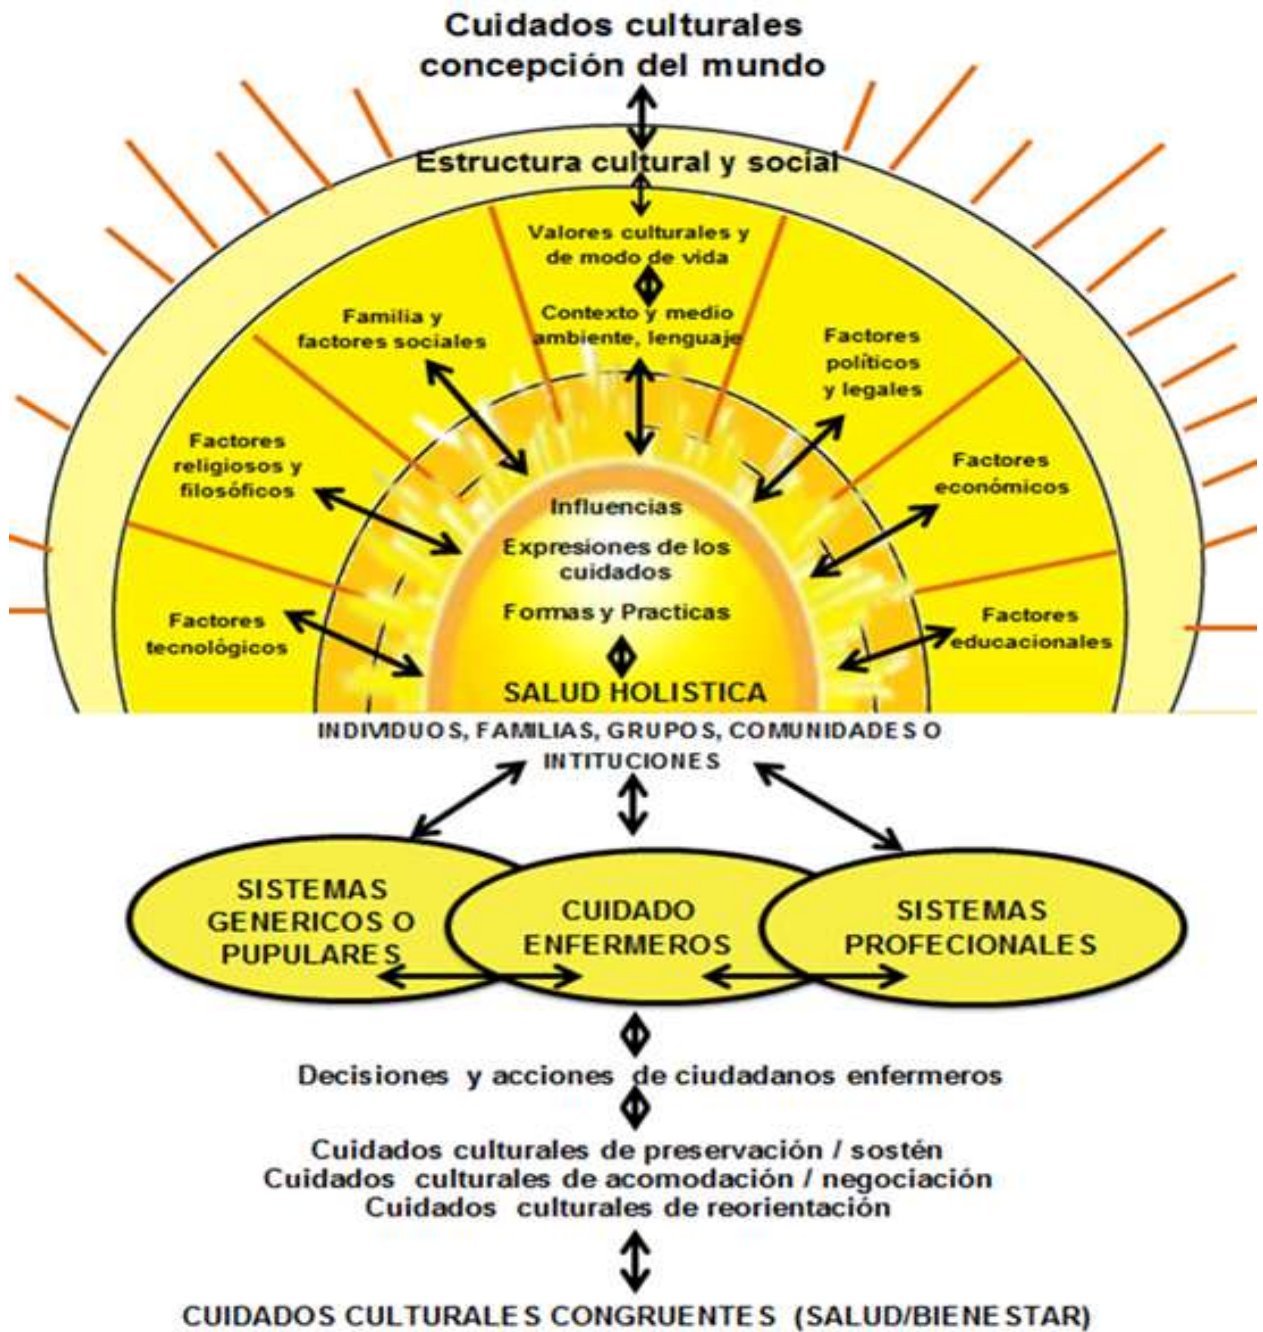 Cuidados culturales
concepción del mundo
Estructura cultural y social
Valores culturales y
de modo de vida
Contexto y medio
ambiente, lenguaje
Familia y
factores sociales
Factores
políticos
y legales
Factores
religiosos y
filosóficos
Factores
económicos
Factores
tecnológicos
Factores
educacionales
Influencias
Expresiones de los
cuidados
Formas y Practicas
SALUD HOLISTICA
INDIVIDUOS, FAMILIAS, GRUPOS, COMUNIDADES O
INTITUCIONES
SISTEMAS
GENERICOS O
PUPULARES
CUIDADO
ENFERMEROS
SISTEMAS
PROFECIONALES
Decisiones y acciones de ciudadanos enfermeros
Cuidados culturales de preservación / sostén
Cuidados culturales de acomodación / negociación
Cuidados culturales de reorientación
CUIDADOS CULTURALES CONGRUENTES (SALUD/BIENESTAR)